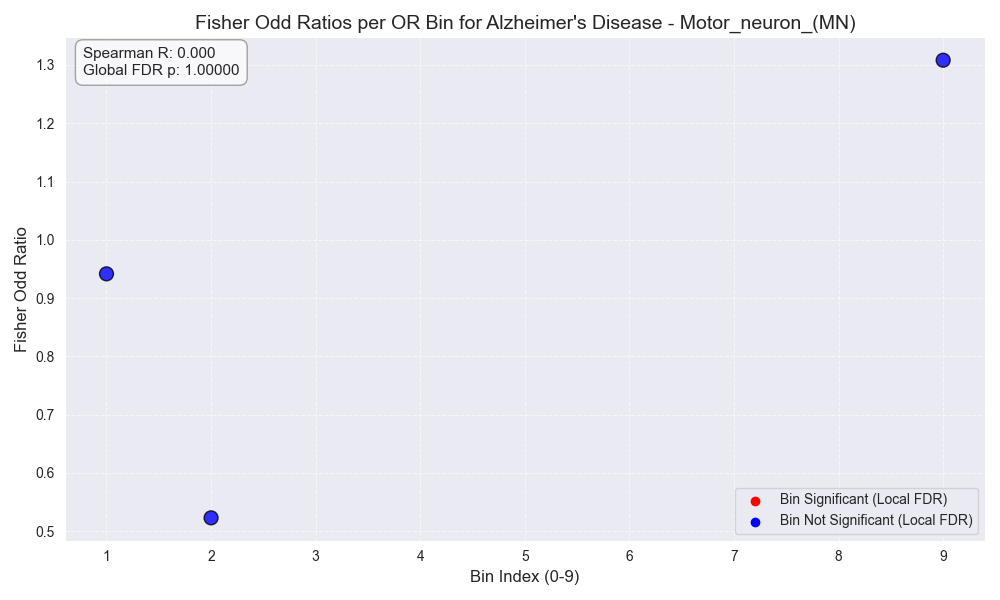 Fisher Odd Ratios per OR Bin for Alzheimer's Disease - Motor_neuron_(MN)
Spearman R: 0.000
Global FDR p: 1.00000
Fisher Odd Ratio
1.3
1.2
1.1
1.0
0.9
0.8
0.7
0.6
0.5
Bin Significant (Local FDR)
Bin Not Significant (Local FDR)
1 2 3 4 5 6 7 8 9
Bin Index (0-9)